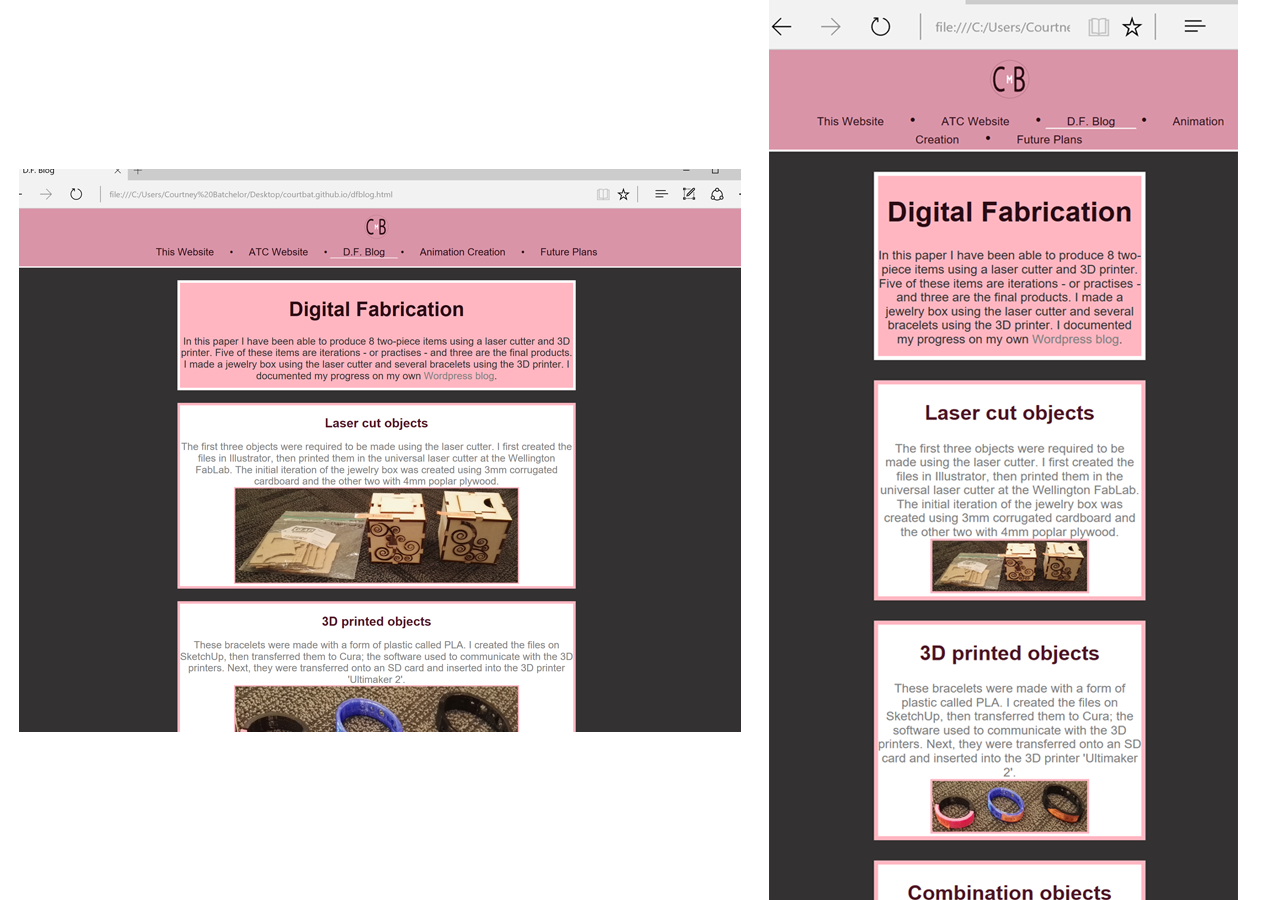 D.F. Blog
file:///C:/Users/Courtney%20Batchelor/Desktop/courtbat.github.io/dfblog.html
CMB
This Website • ATC Website • D.F. Blog • Animation Creation • Future Plans
Digital Fabrication
In this paper I have been able to produce 8 two-piece items using a laser cutter and 3D
printer. Five of these items are iterations - or practises - and three are the final products.
I made a jewelry box using the laser cutter and several bracelets using the 3D printer. I
documented my progress on my own Wordpress blog.
Laser cut objects
The first three objects were required to be made using the laser cutter. I first created the
files in Illustrator, then printed them in the universal laser cutter at the Wellington
FabLab. The initial iteration of the jewelry box was created using 3mm corrugated
cardboard and the other two with 4mm poplar plywood.
3D printed objects
These bracelets were made with a form of plastic called PLA. I created the files on
SketchUp, then transferred them to Cura; the software used to communicate with the 3D
printers. Next, they were transferred onto an SD card and inserted into the 3D printer
'Ultimaker 2'.
file:///C:/Users/Courtne
CMB
This Website • ATC Website • D.F. Blog • Animation
Creation • Future Plans
Digital Fabrication
In this paper I have been able to produce 8 two-
piece items using a laser cutter and 3D printer.
Five of these items are iterations - or practises -
and three are the final products. I made a
jewelry box using the laser cutter and several
bracelets using the 3D printer. I documented
my progress on my own Wordpress blog.
Laser cut objects
The first three objects were required to be
made using the laser cutter. I first created the
files in Illustrator, then printed them in the
universal laser cutter at the Wellington FabLab.
The initial iteration of the jewelry box was
created using 3mm corrugated cardboard and
the other two with 4mm poplar plywood.
3D printed objects
These bracelets were made with a form of
plastic called PLA. I created the files on
SketchUp, then transferred them to Cura; the
software used to communicate with the 3D
printers. Next, they were transferred onto an SD
card and inserted into the 3D printer 'Ultimaker
2'.
Combination objects